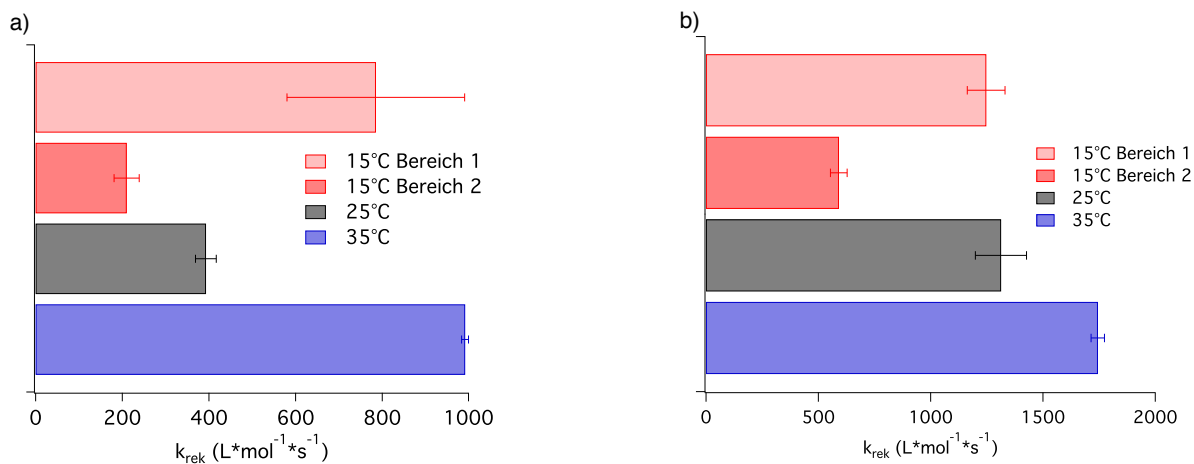 a)
15°C Bereich 1
15°C Bereich 2
25°C
35°C
0 200 400 600 800 1000
k_rek (L*mol^-1*s^-1)
b)
15°C Bereich 1
15°C Bereich 2
25°C
35°C
0 500 1000 1500 2000
k_rek (L*mol^-1*s^-1)